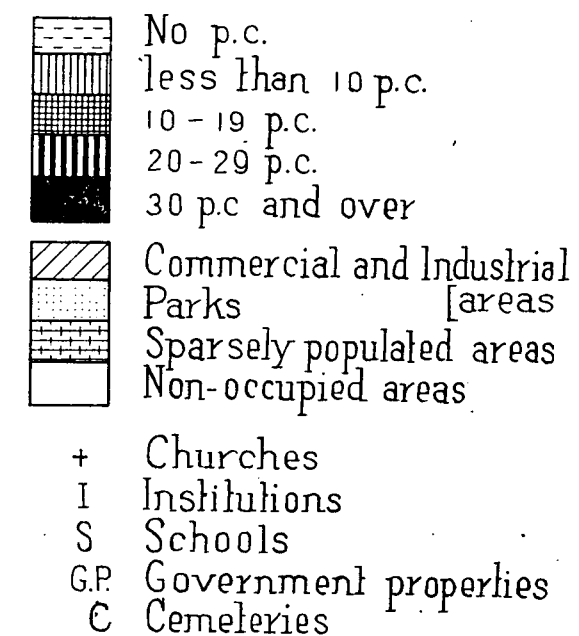 No p.c.
less than 10 p.c.
10 - 19 p.c.
20 - 29 p.c.
30 p.c and over
Commercial and Industrial
Parks [areas
Sparsely populated areas
Non-occupied areas
+ Churches
I Institutions
S Schools
G.P. Government properties
C Cemeteries